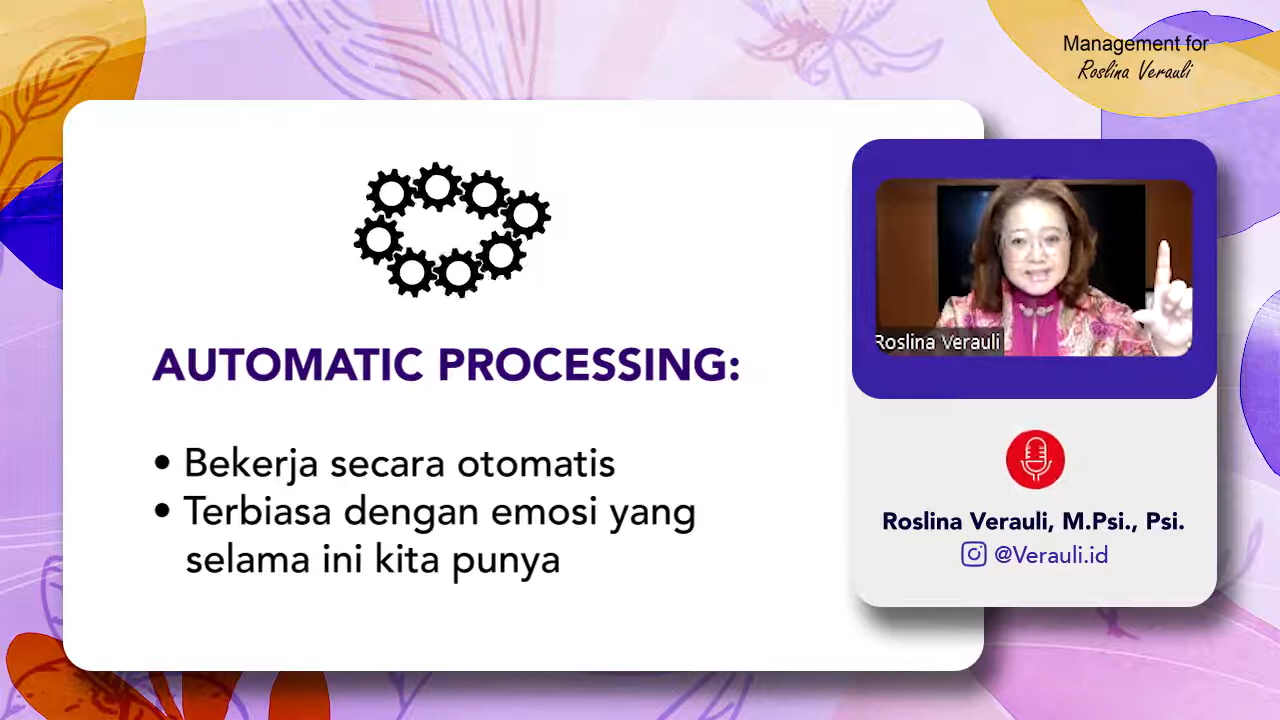 Management for
Roslina Verauli
AUTOMATIC PROCESSING:
• Bekerja secara otomatis
• Terbiasa dengan emosi yang
selama ini kita punya
Roslina Verauli
Roslina Verauli, M.Psi., Psi.
@Verauli.id